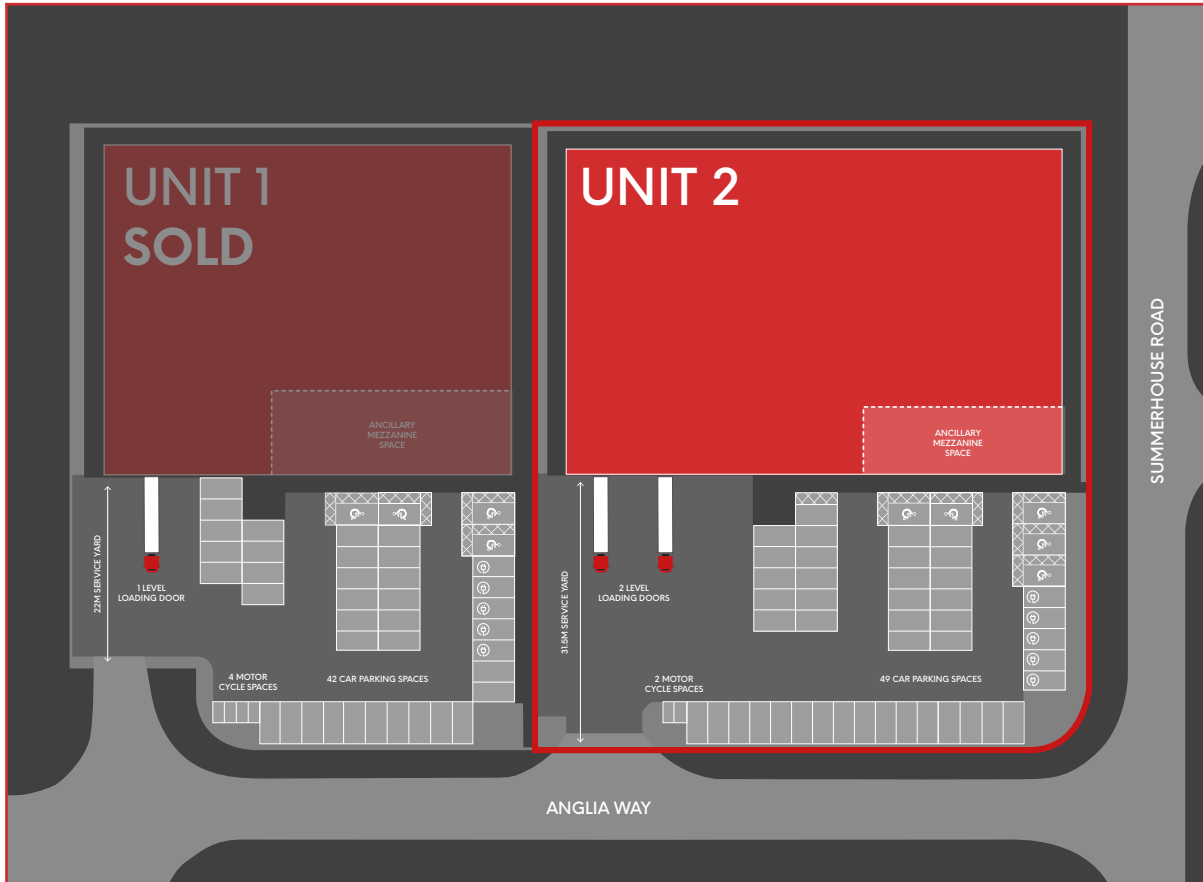 UNIT 1
SOLD
UNIT 2
ANCILLARY
MEZZANINE
SPACE
ANCILLARY
MEZZANINE
SPACE
SUMMERHOUSE ROAD
22M SERVICE YARD
1 LEVEL
LOADING DOOR
31.5M SERVICE YARD
2 LEVEL
LOADING DOORS
4 MOTOR
CYCLE SPACES
42 CAR PARKING SPACES
2 MOTOR
CYCLE SPACES
49 CAR PARKING SPACES
ANGLIA WAY